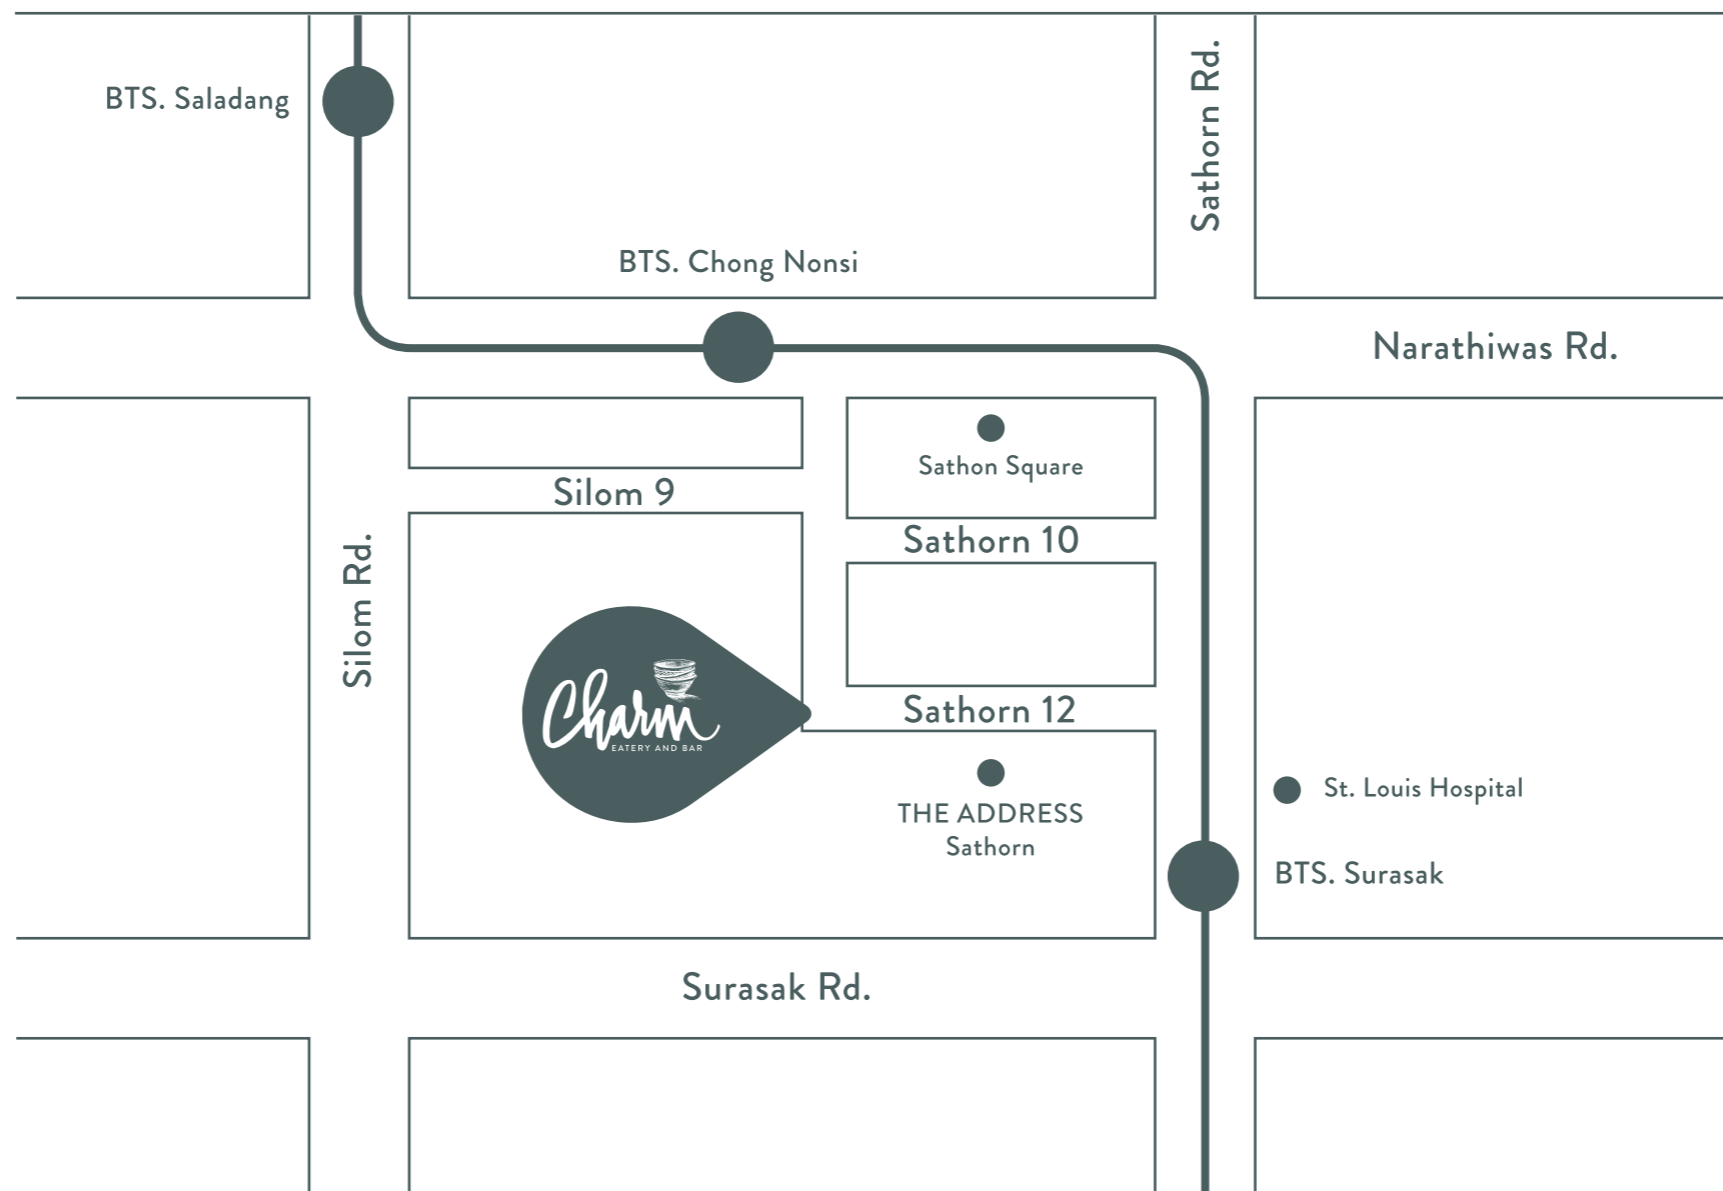 BTS. Saladang
Sathorn Rd.
BTS. Chong Nonsi
Narathiwas Rd.
Sathon Square
Silom 9
Sathorn 10
Silom Rd.
Charm
EATERY AND BAR
Sathorn 12
St. Louis Hospital
THE ADDRESS
Sathorn
BTS. Surasak
Surasak Rd.